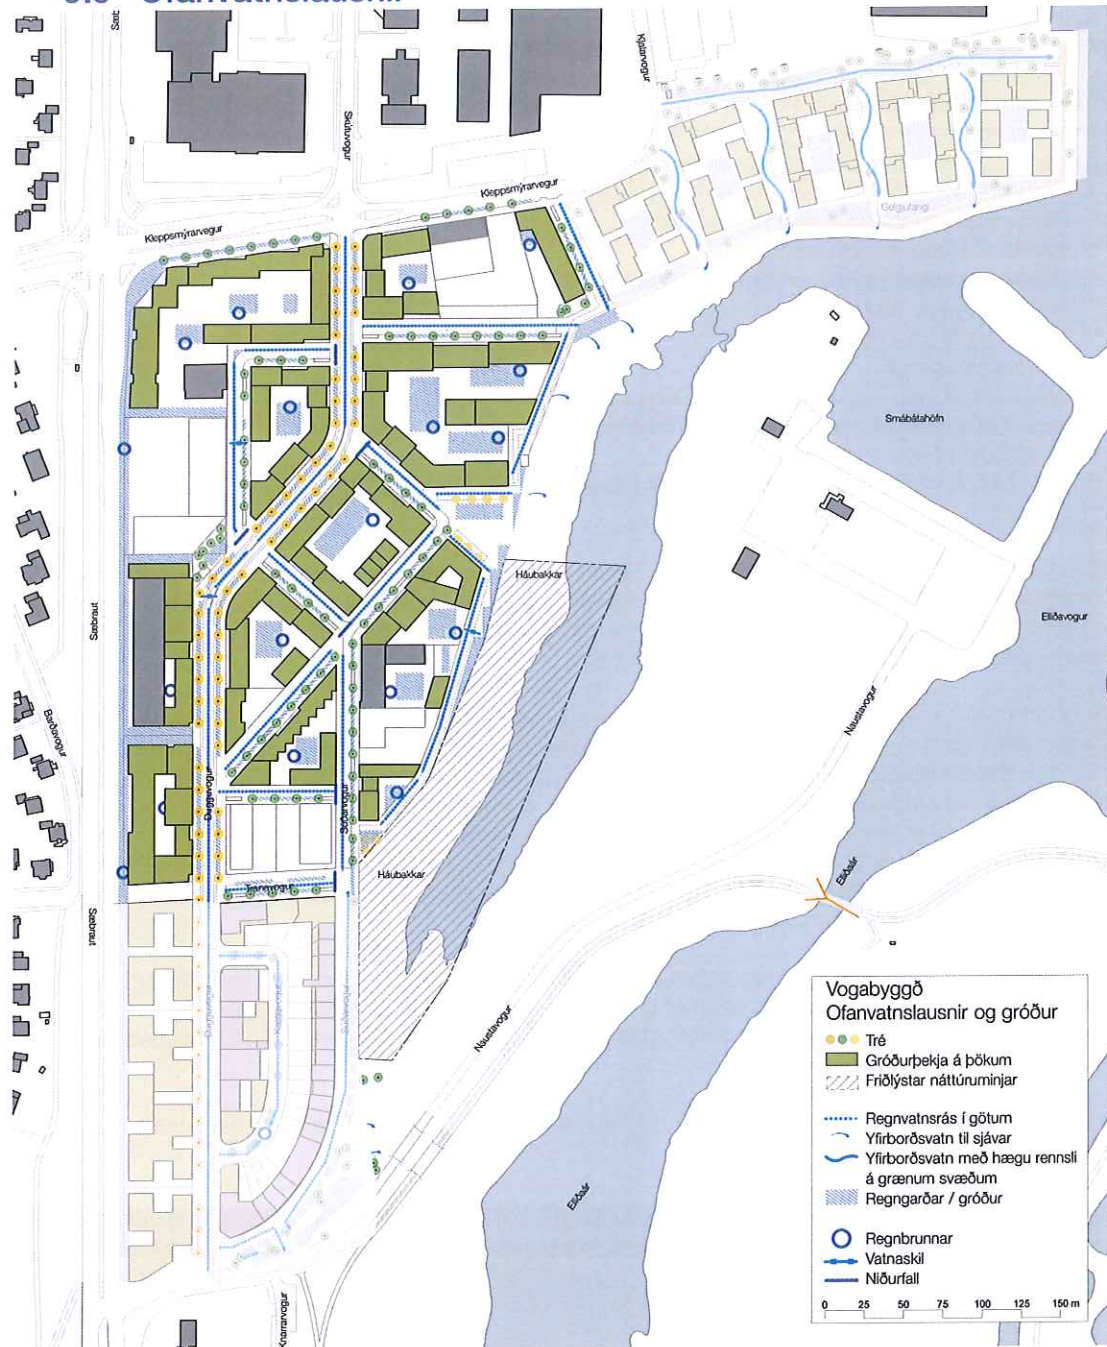 Ofanvatnslausnir
Sæb
Skútuvogur
Kjalarvogur
Kleppsmýrarvegur
Kleppsmýrarvegur
Gelgjutangi
Smábátahöfn
Háubakkar
Elliðavogur
Sæbraut
Barðavogur
Naustavogur
Dugguvogur
Súðarvogur
Elliðaár
Tranavogur
Háubakkar
Sæbraut
Naustavogur
Elliðaár
Knarrarvogur
Vogabyggð
Ofanvatnslausnir og gróður
Tré
Gróðurþekja á þökum
Friðlýstar náttúruminjar
Regnvatnsrás í götum
Yfirborðsvatn til sjávar
Yfirborðsvatn með hægu rennsli
á grænum svæðum
Regngarðar / gróður
Regnbrunnar
Vatnaskil
Niðurfall
0 25 50 75 100 125 150 m